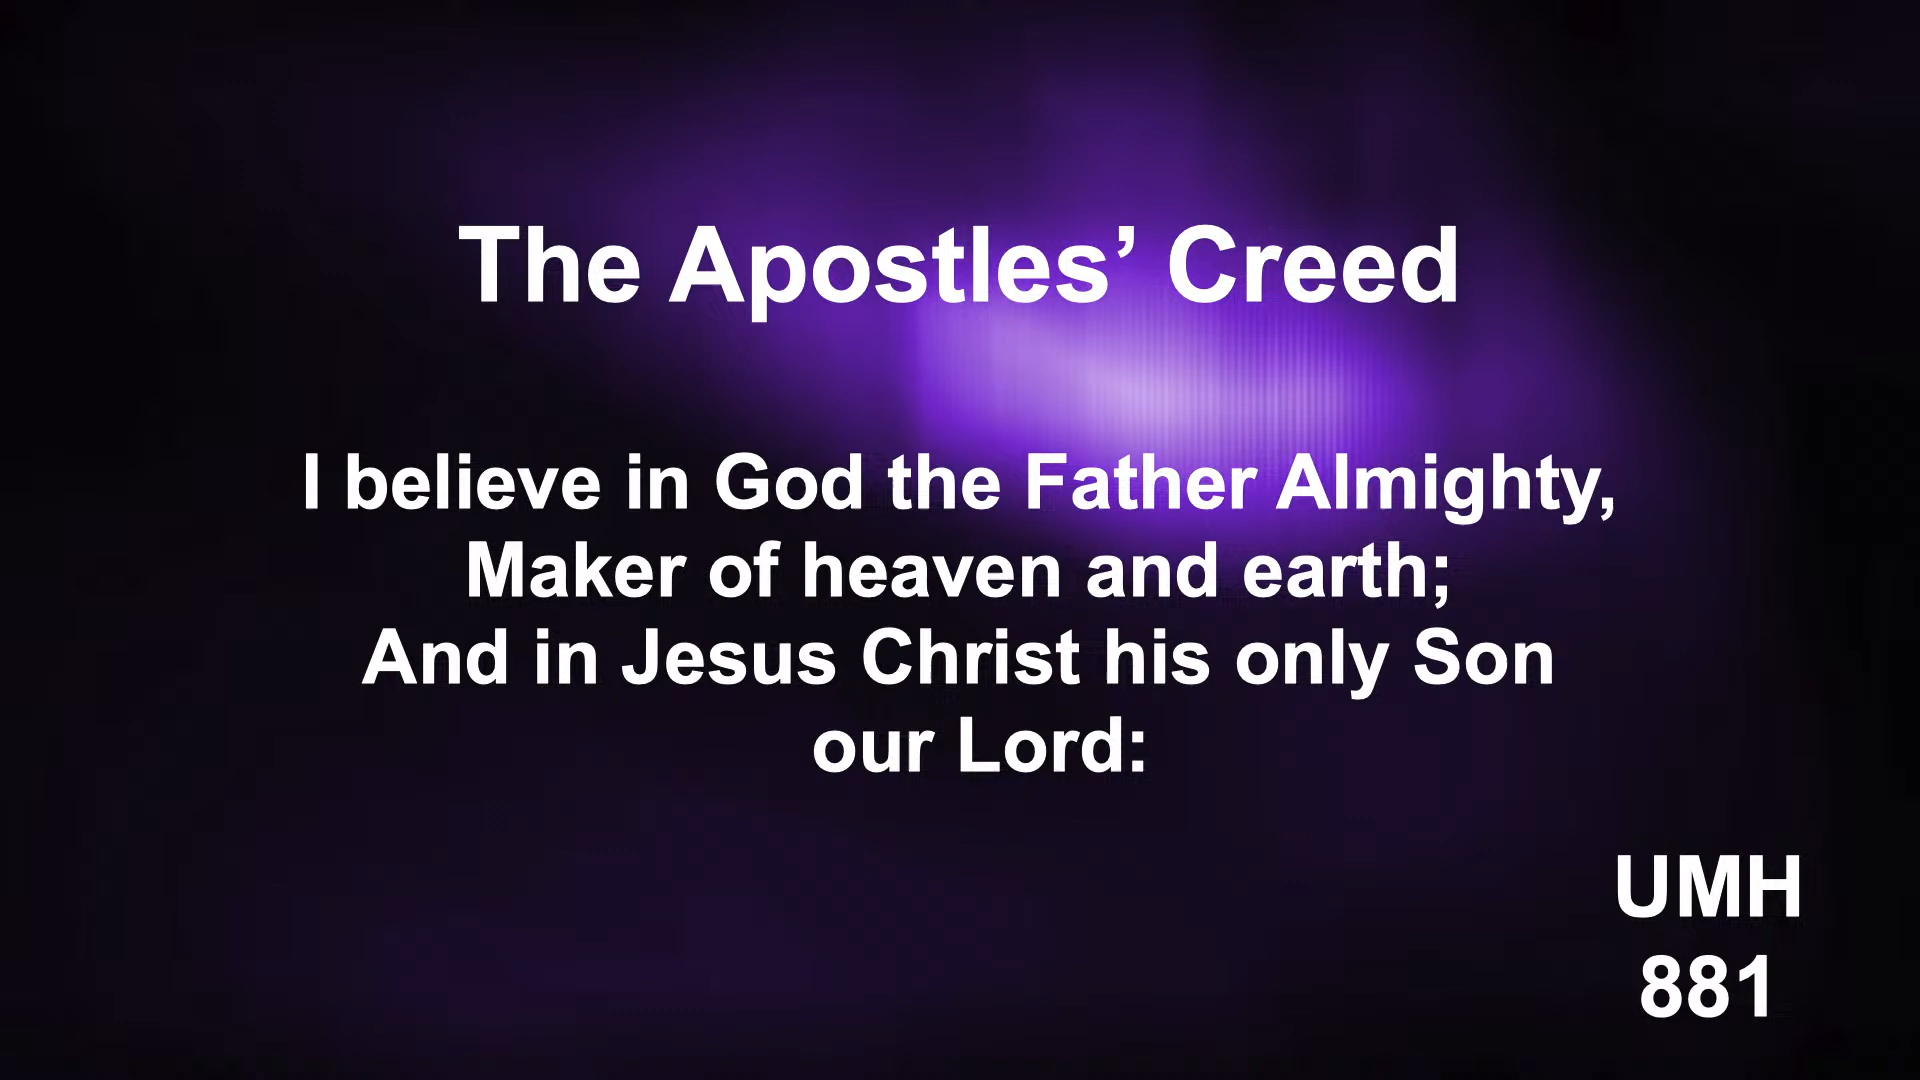 The Apostles’ Creed
I believe in God the Father Almighty,
Maker of heaven and earth;
And in Jesus Christ his only Son
our Lord:
UMH
881